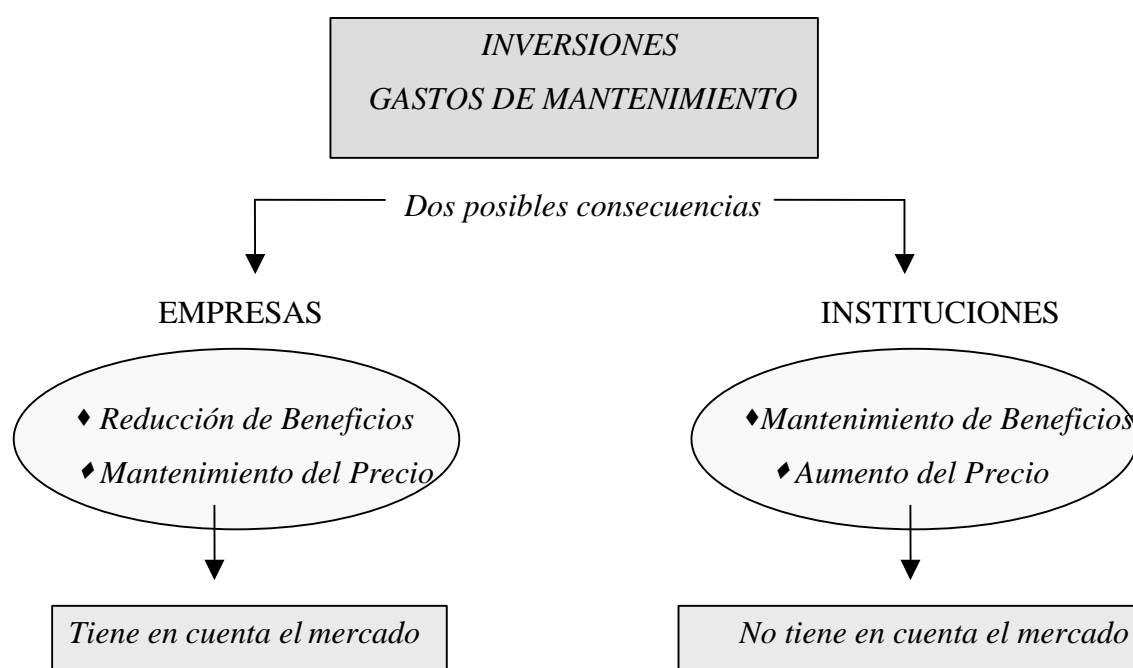 INVERSIONES
GASTOS DE MANTENIMIENTO
Dos posibles consecuencias
EMPRESAS
INSTITUCIONES
♦ Reducción de Beneficios
♦ Mantenimiento del Precio
♦Mantenimiento de Beneficios
♦ Aumento del Precio
Tiene en cuenta el mercado
No tiene en cuenta el mercado